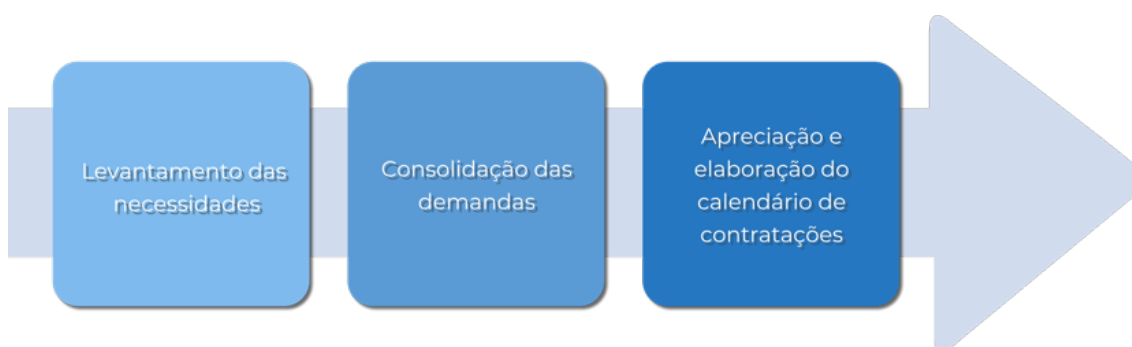 Levantamento das
necessidades
Consolidação das
demandas
Apreciação e
elaboração do
calendário de
contratações